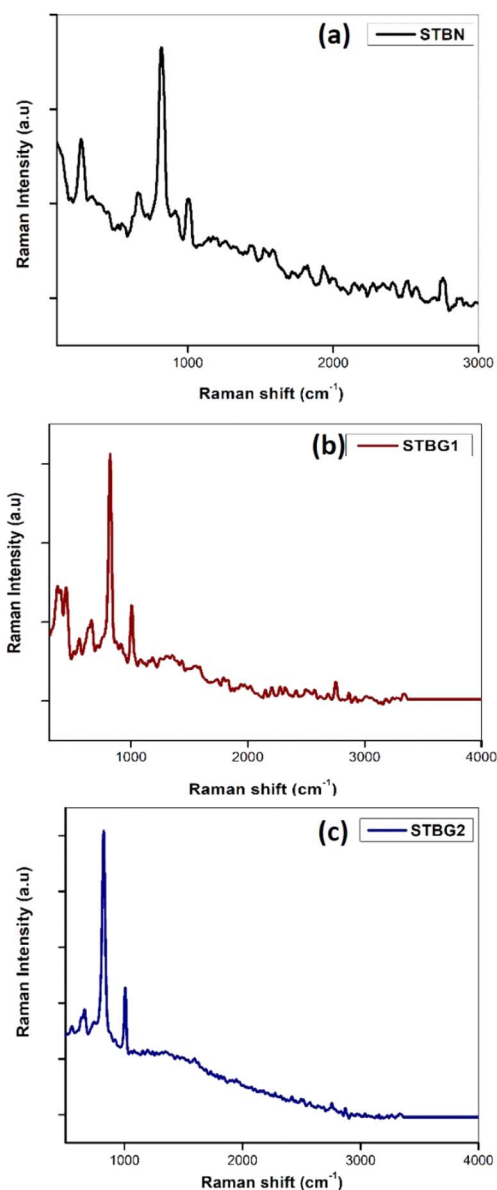 (a)
STBN
Raman Intensity (a.u)
1000
2000
3000
Raman shift (cm⁻¹)
(b)
STBG1
Raman Intensity (a.u)
1000
2000
3000
4000
Raman shift (cm⁻¹)
(c)
STBG2
Raman Intensity (a.u)
1000
2000
3000
4000
Raman shift (cm⁻¹)